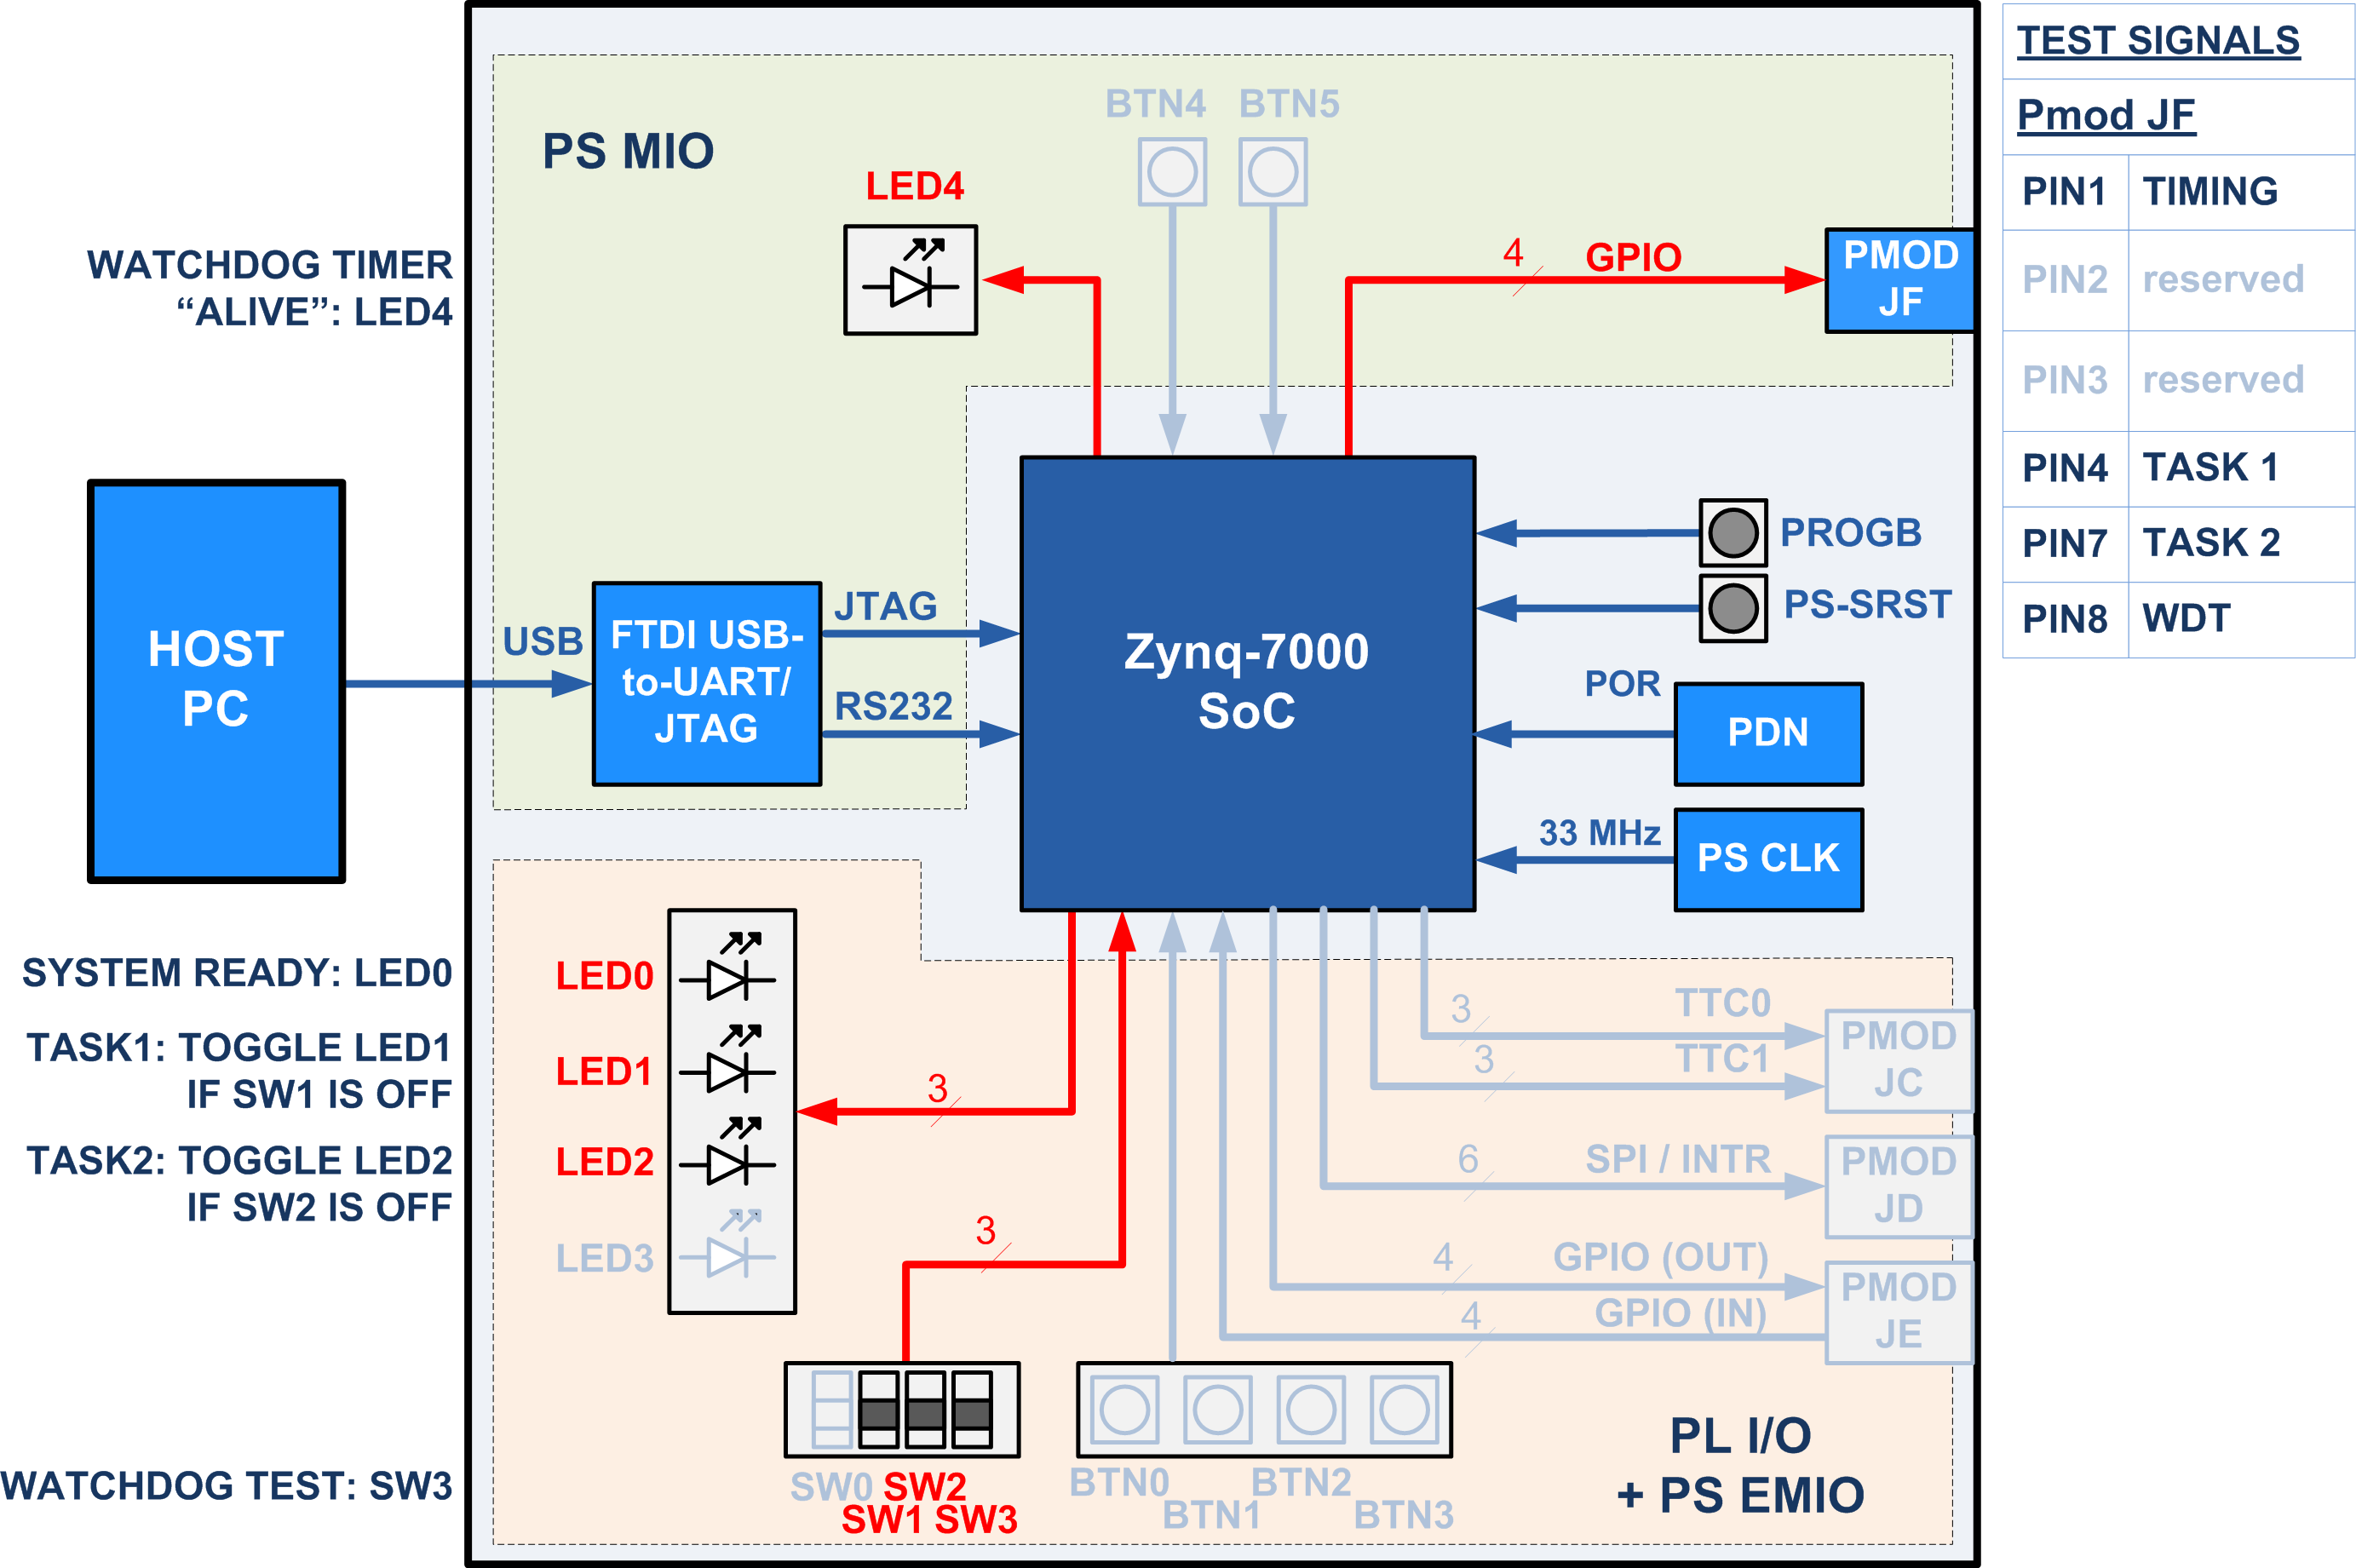 TEST SIGNALS
Pmod JF
PIN1 TIMING
PIN2 reserved
PIN3 reserved
PIN4 TASK 1
PIN7 TASK 2
PIN8 WDT
PS MIO
BTN4 BTN5
LED4
4 GPIO
PMOD
JF
WATCHDOG TIMER
“ALIVE”: LED4
HOST
PC
USB
FTDI USB-
to-UART/
JTAG
JTAG
RS232
Zynq-7000
SoC
PROGB
PS-SRST
POR
PDN
33 MHz
PS CLK
SYSTEM READY: LED0
TASK1: TOGGLE LED1
IF SW1 IS OFF
TASK2: TOGGLE LED2
IF SW2 IS OFF
LED0
LED1
LED2
LED3
3
3
3 TTC0
3 TTC1
PMOD
JC
6 SPI / INTR
PMOD
JD
4 GPIO (OUT)
4 GPIO (IN)
PMOD
JE
WATCHDOG TEST: SW3
SW0 SW2
SW1 SW3
BTN0 BTN2
BTN1 BTN3
PL I/O
+ PS EMIO